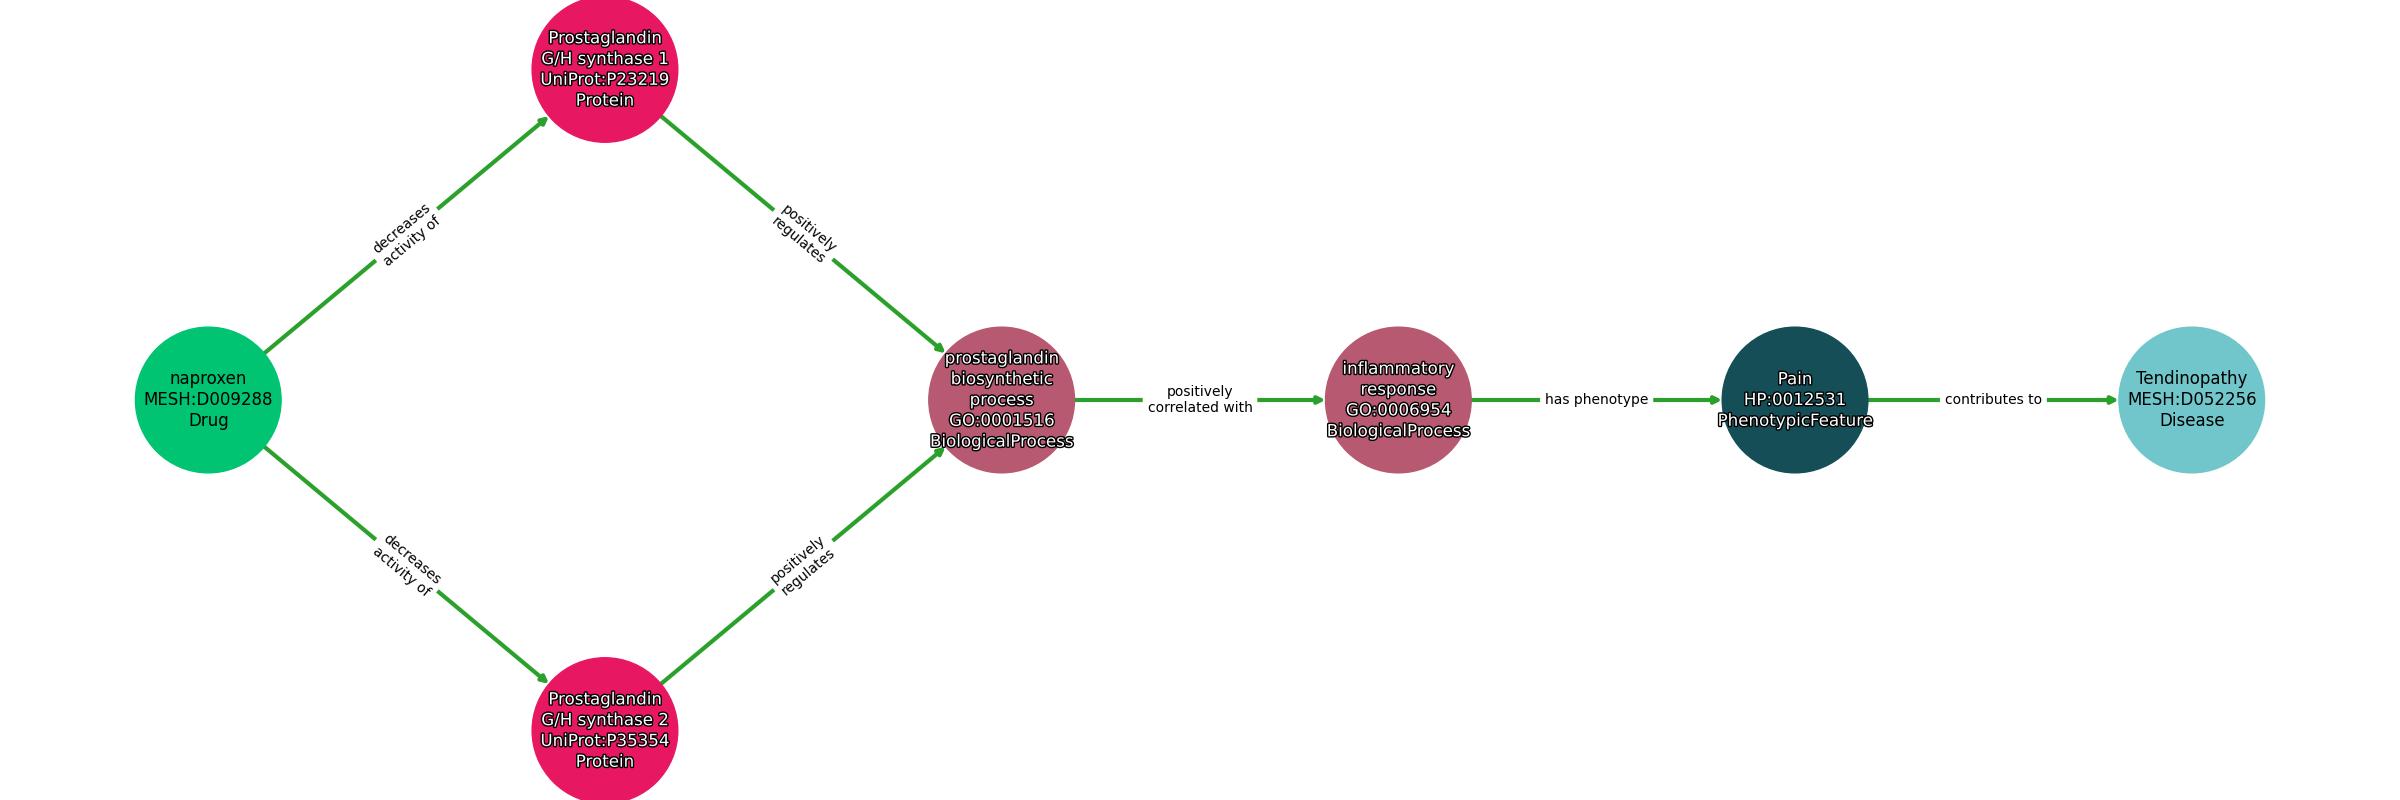 Prostaglandin
G/H synthase 1
UniProt:P23219
Protein
decreases
activity of
positively
regulates
naproxen
MESH:D009288
Drug
prostaglandin
biosynthetic
process
GO:0001516
BiologicalProcess
positively
correlated with
inflammatory
response
GO:0006954
BiologicalProcess
has phenotype
Pain
HP:0012531
PhenotypicFeature
contributes to
Tendinopathy
MESH:D052256
Disease
decreases
activity of
positively
regulates
Prostaglandin
G/H synthase 2
UniProt:P35354
Protein